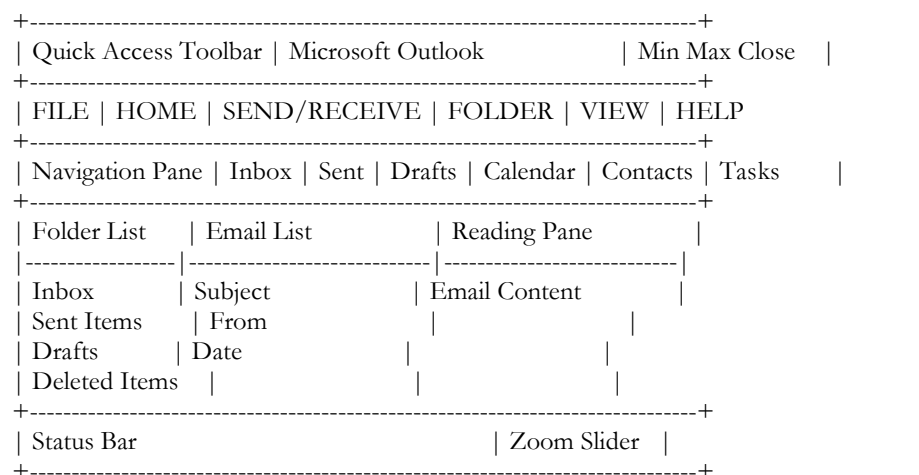 +--------------------------------------------------------------------------------+
| Quick Access Toolbar | Microsoft Outlook | Min Max Close |
+--------------------------------------------------------------------------------+
| FILE | HOME | SEND/RECEIVE | FOLDER | VIEW | HELP
+--------------------------------------------------------------------------------+
| Navigation Pane | Inbox | Sent | Drafts | Calendar | Contacts | Tasks |
+--------------------------------------------------------------------------------+
| Folder List | Email List | Reading Pane |
|------------------|-----------------------------|----------------------------|
| Inbox | Subject | Email Content |
| Sent Items | From | |
| Drafts | Date | |
| Deleted Items | | |
+--------------------------------------------------------------------------------+
| Status Bar | Zoom Slider |
+--------------------------------------------------------------------------------+